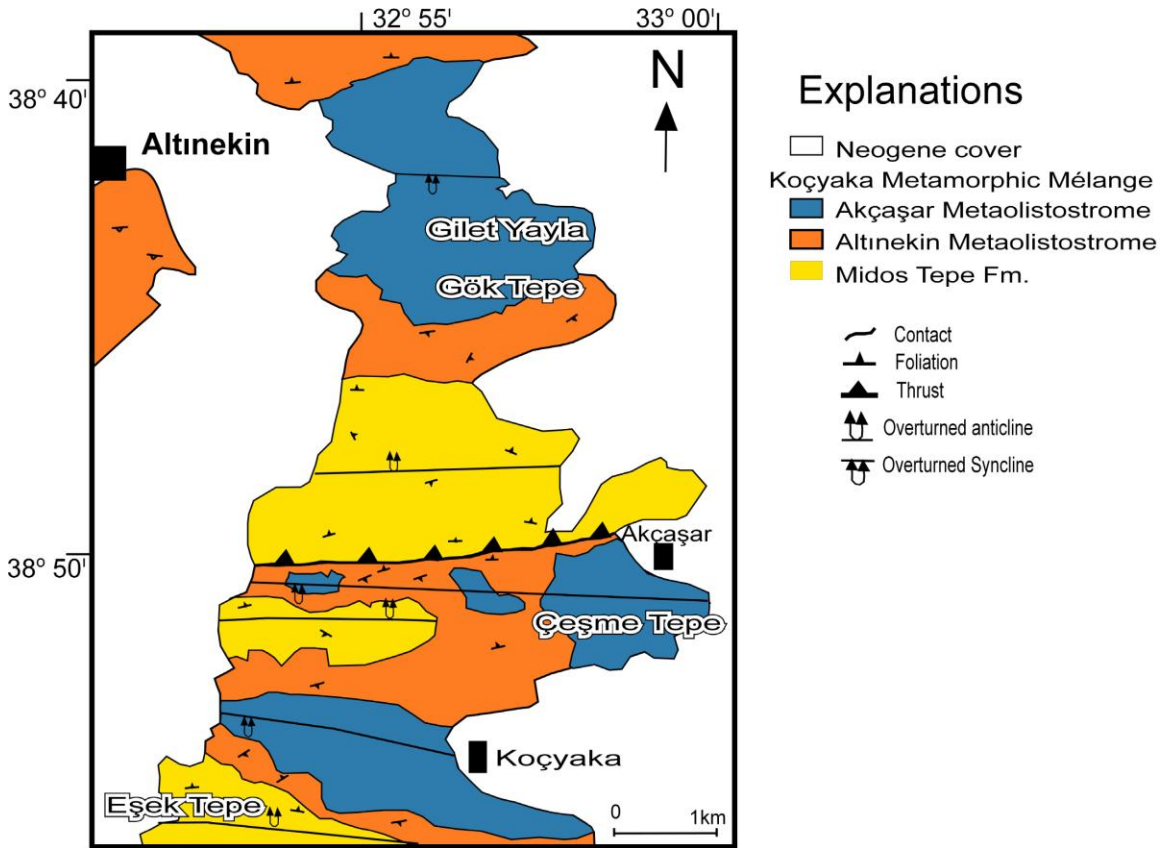 32° 55'
33° 00'
38° 40'
N
Altınekin
Gilet Yayla
Gök Tepe
Akçaşar
38° 50'
Çeşme Tepe
Koçyaka
Eşek Tepe
0
1km
Explanations
Neogene cover
Koçyaka Metamorphic Mélange
Akçaşar Metaolistostrome
Altınekin Metaolistostrome
Midos Tepe Fm.
Contact
Foliation
Thrust
Overturned anticline
Overturned Syncline